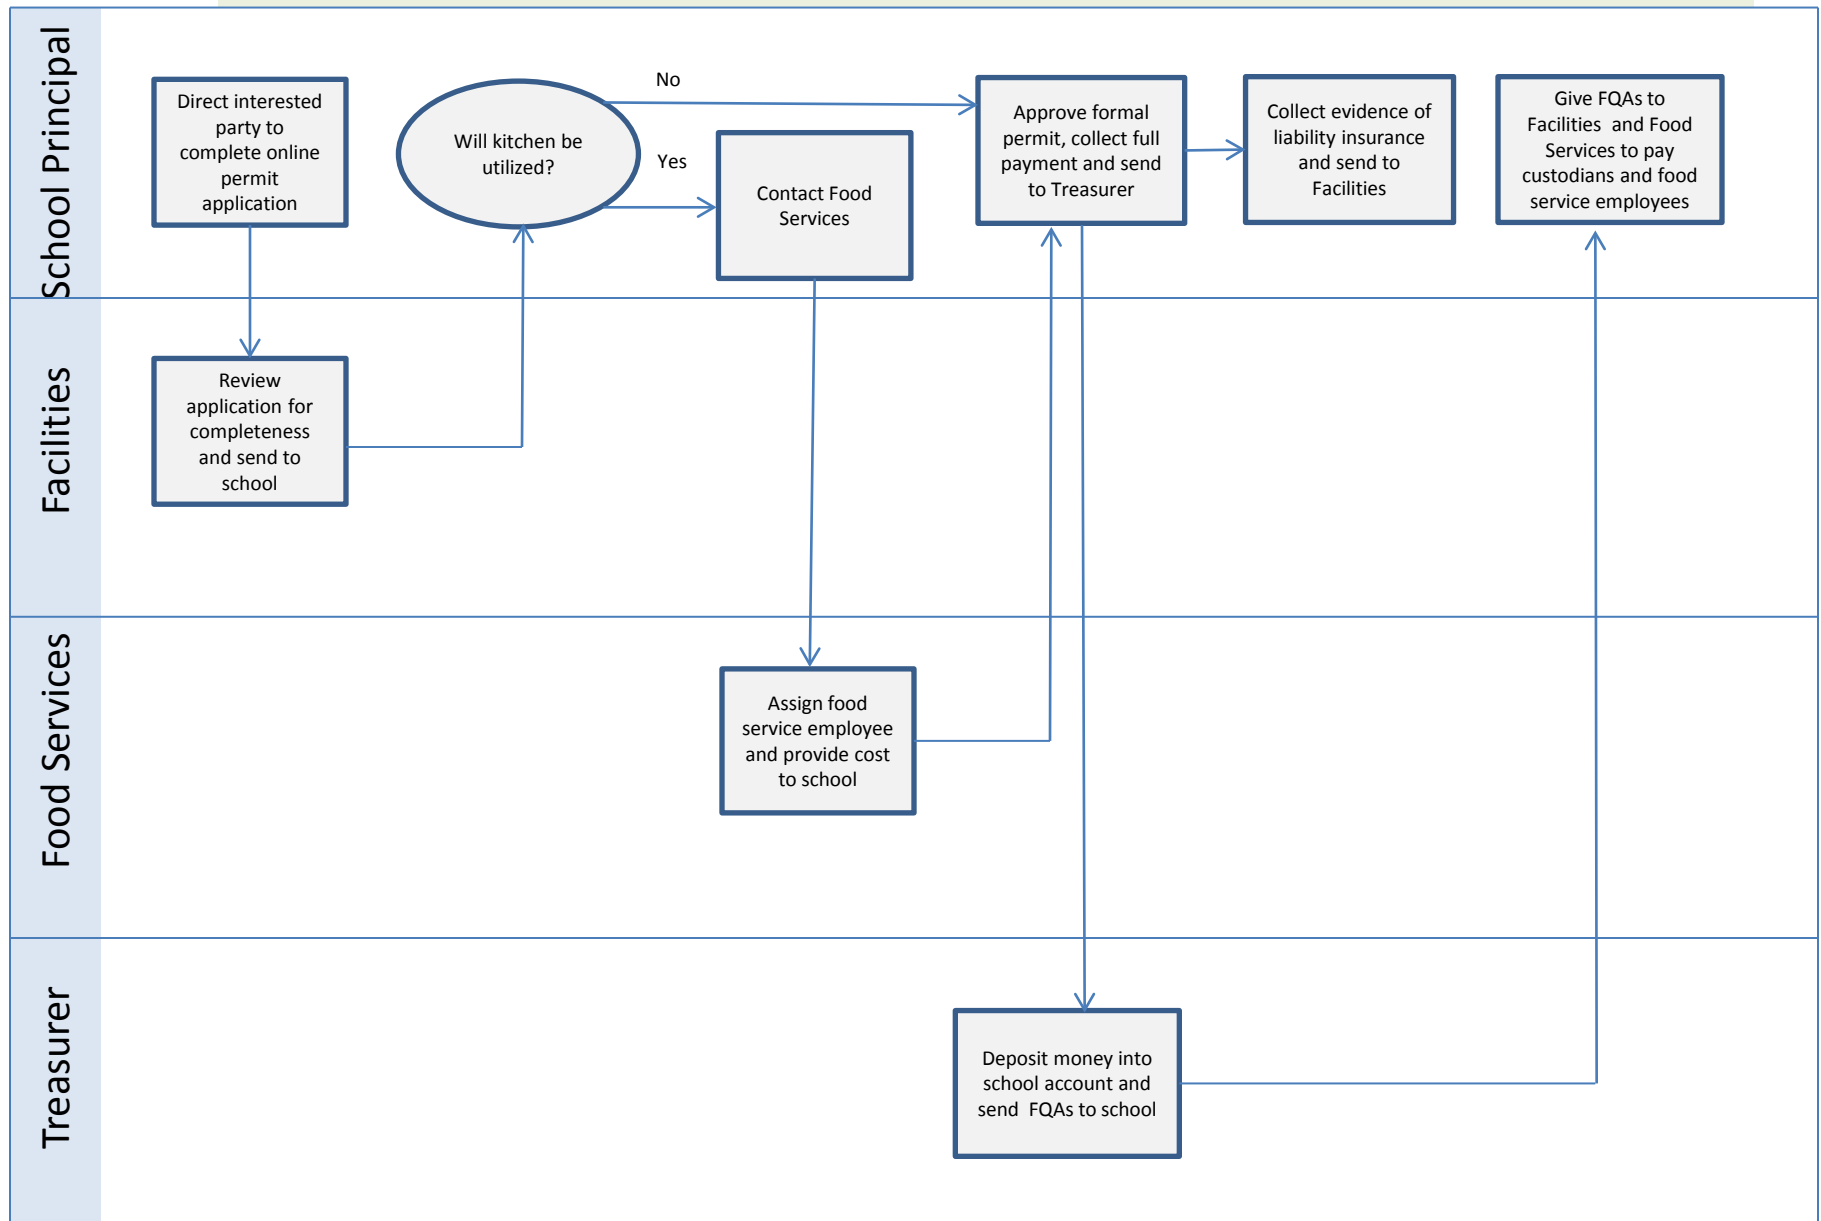 School Principal
Direct interested
party to
complete online
permit
application
Will kitchen be
utilized?
No
Yes
Contact Food
Services
Approve formal
permit, collect full
payment and send
to Treasurer
Collect evidence of
liability insurance
and send to
Facilities
Give FQAs to
Facilities and Food
Services to pay
custodians and food
service employees
Facilities
Review
application for
completeness
and send to
school
Food Services
Assign food
service employee
and provide cost
to school
Treasurer
Deposit money into
school account and
send FQAs to school